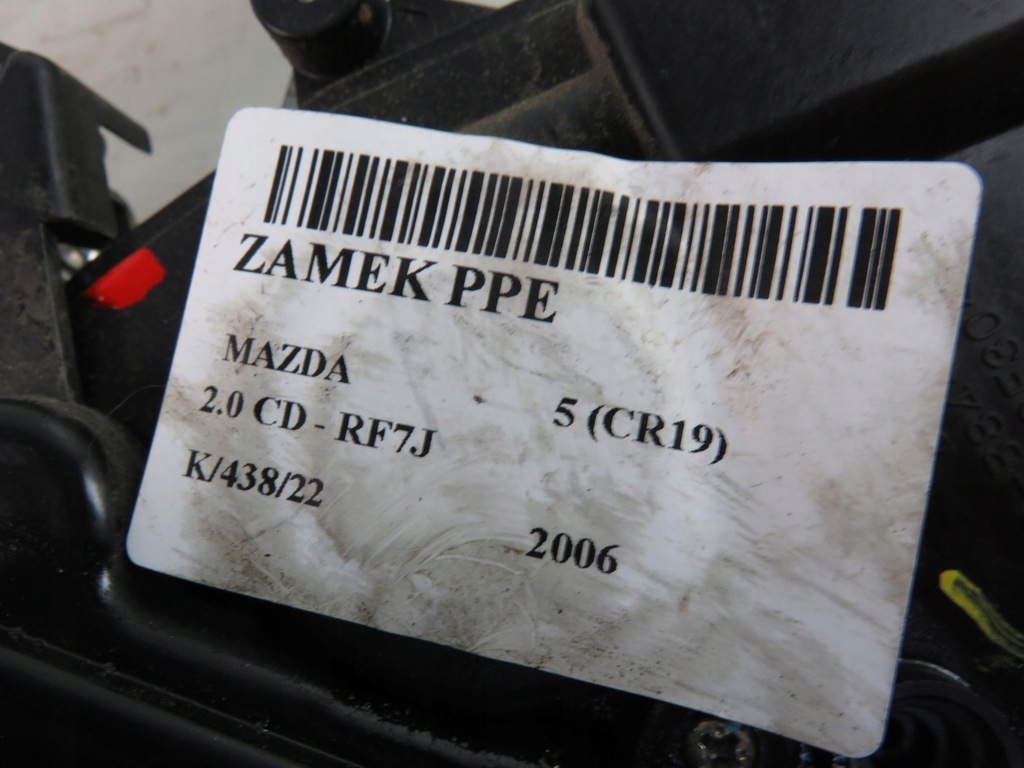 ZAMEK PPE
MAZDA 5 (CR19)
2.0 CD - RF7J
K/438/22
2006